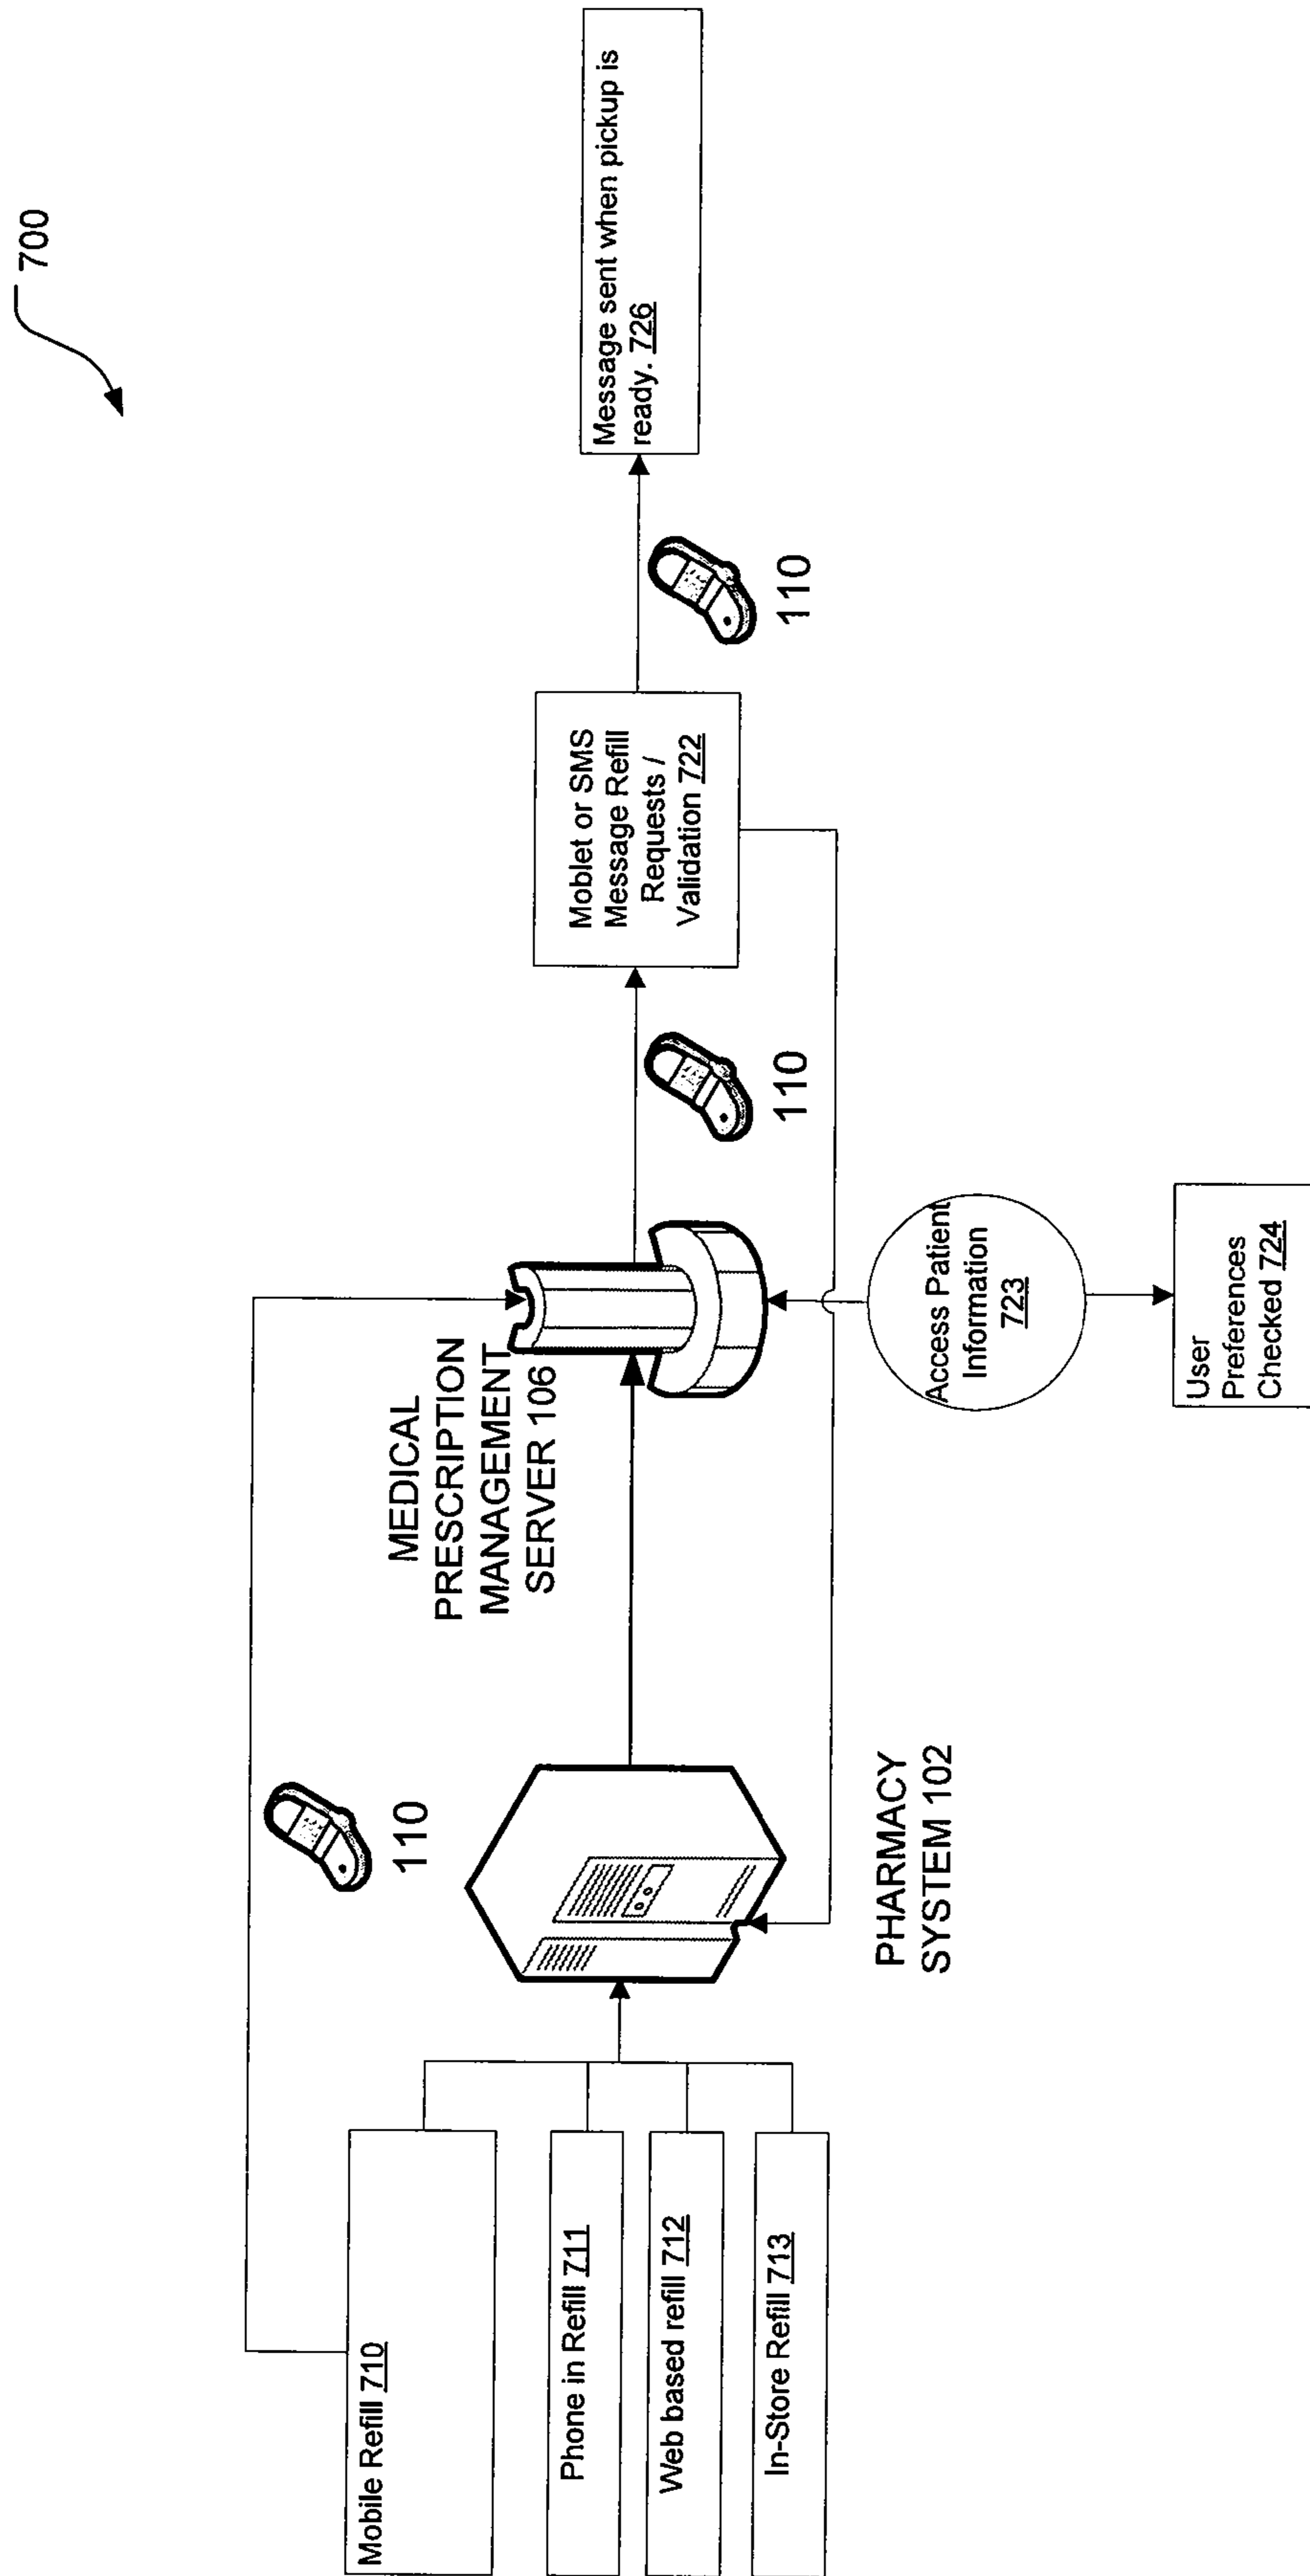 700
Mobile Refill 710
Phone in Refill 711
Web based refill 712
In-Store Refill 713
110
PHARMACY
SYSTEM 102
MEDICAL
PRESCRIPTION
MANAGEMENT
SERVER 106
110
Moblet or SMS
Message Refill
Requests /
Validation 722
110
Message sent when pickup is
ready. 726
Access Patient
Information
723
User
Preferences
Checked 724